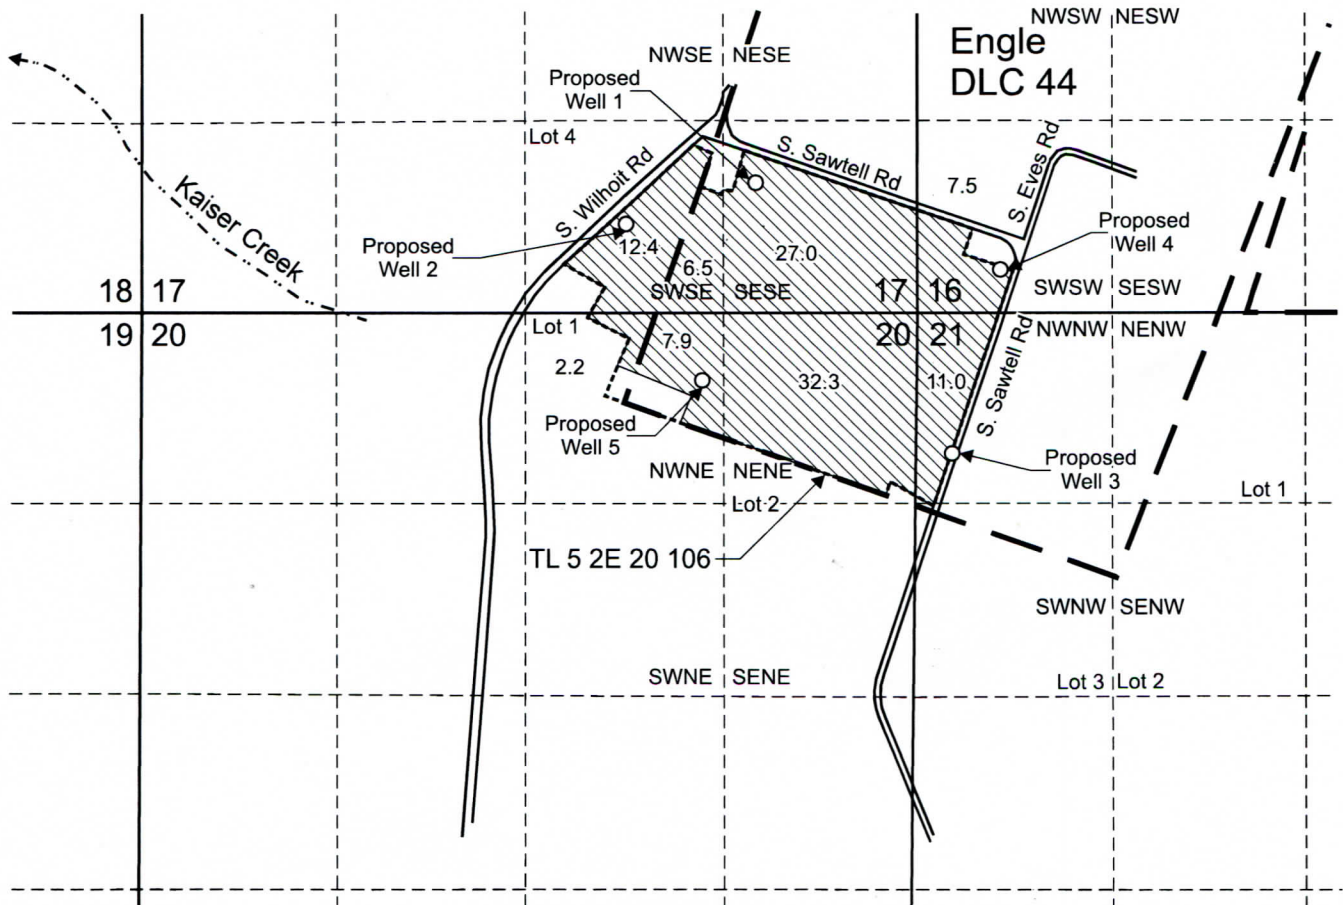 NWSW NESW
Engle
DLC 44
NWSE NESE
Proposed
Well 1
Lot 4
S. Wilhoit Rd
S. Sawtell Rd
7.5
S. Eves Rd
Kaiser Creek
Proposed
Well 2
Proposed
Well 4
12.4
27.0
6.5
18 17
SWSE SESE
17 16
SWSW SESW
19 20
Lot 1
20 21
NWNW NENW
7.9
2.2
32.3
11.0
S. Sawtell Rd
Proposed
Well 5
NWNE NENE
Proposed
Well 3
Lot 2
Lot 1
TL 5 2E 20 106
SWNW SENW
SWNE SENE
Lot 3 Lot 2